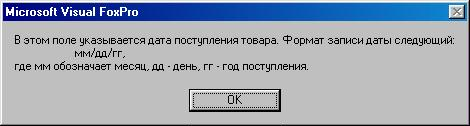 Microsoft Visual FoxPro
В этом поле указывается дата поступления товара. Формат записи даты следующий:
мм/дд/гг,
где мм обозначает месяц, дд - день, гг - год поступления.
OK